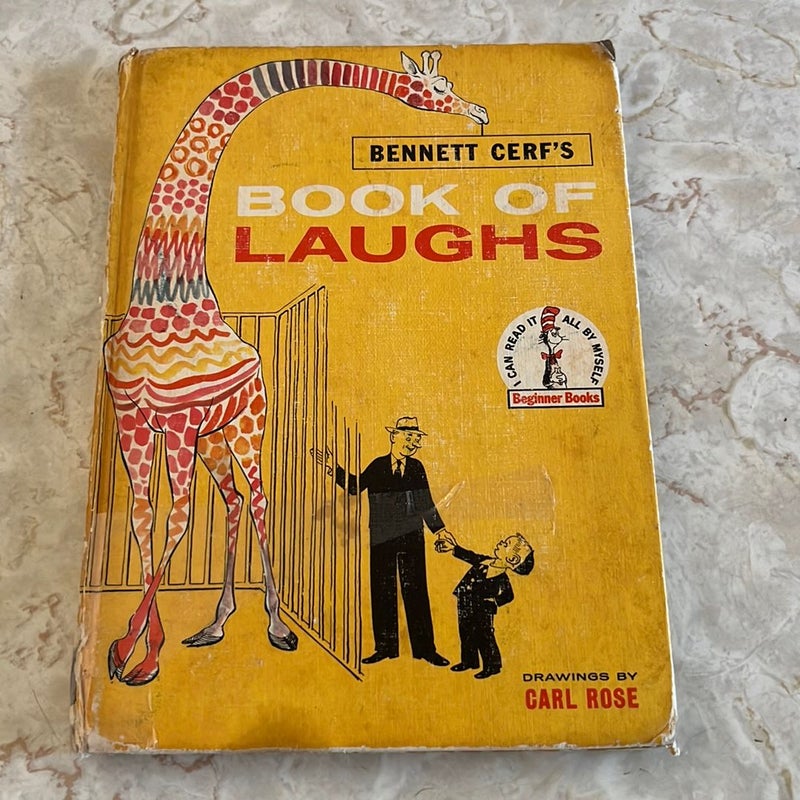 BENNETT CERF'S
BOOK OF
LAUGHS
I CAN READ IT ALL BY MYSELF
Beginner Books
DRAWINGS BY
CARL ROSE